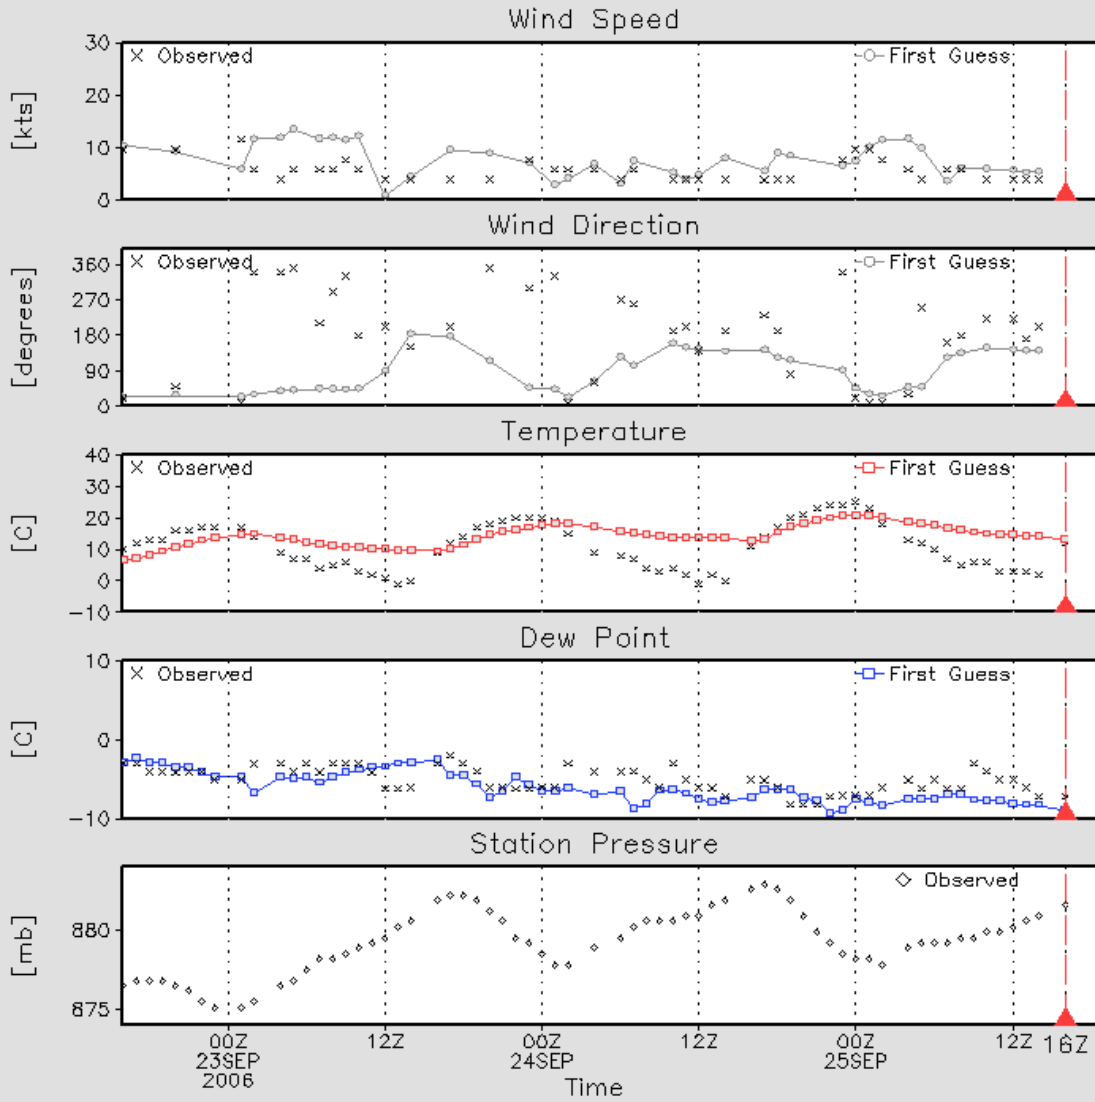 Wind Speed
[kts]
30
20
10
0
× Observed
First Guess
Wind Direction
[degrees]
360
270
180
90
0
× Observed
First Guess
Temperature
[C]
40
30
20
10
0
-10
× Observed
First Guess
Dew Point
[C]
10
0
-10
× Observed
First Guess
Station Pressure
[mb]
880
875
◇ Observed
00Z 12Z 00Z 12Z 00Z 12Z 16Z
23SEP 24SEP 25SEP
2006
Time